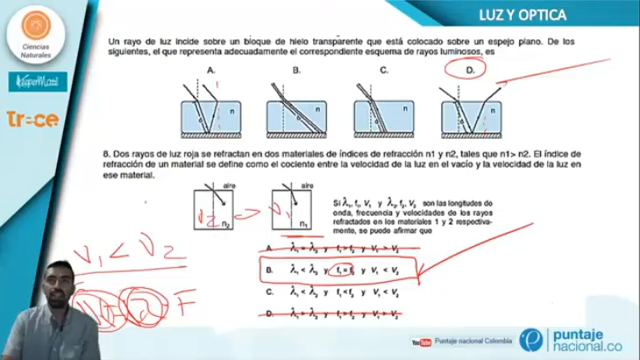 LUZ Y OPTICA
Ciencias
Naturales
Un rayo de luz incide sobre un bloque de hielo transparente que está colocado sobre un espejo plano. De los
siguientes, el que representa adecuadamente el correspondiente esquema de rayos luminosos, es
A. B. C. D.
n n n
6. Dos rayos de luz roja se refractan en dos materiales de índices de refracción n1 y n2, tales que n1> n2. El índice de
refracción de un material se define como el cociente entre la velocidad de la luz en el vacío y la velocidad de la luz en
ese material.
aire aire
V2 V1
n2 n1
Si λ1, f1, V1 y λ2, f2, V2 son las longitudes de
onda, frecuencia y velocidades de los rayos
refractados en los materiales 1 y 2 respectiva-
mente, se puede afirmar que
A. λ1 = λ2 y f1 > f2 y V1 > V2
B. λ1 < λ2 y f1 = f2 y V1 < V2
C. λ1 < λ2 y f1 < f2 y V1 < V2
D. λ1 > λ2 y f1 > f2 y V1 > V2
V1 < V2
F
You Tube Puntaje nacional Colombia
puntaje
nacional.co